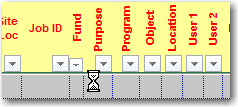 Site
Loc
Job ID
Fund
Purpose
Program
Object
Location
User 1
User 2